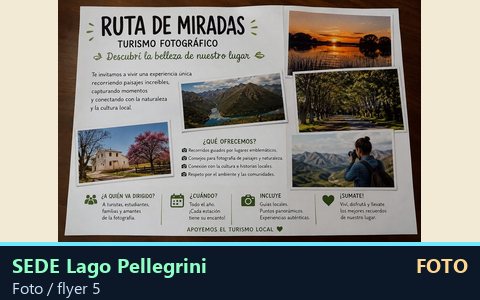 RUTA DE MIRADAS
TURISMO FOTOGRÁFICO
Descubrí la belleza de nuestro lugar
Te invitamos a vivir una experiencia única
recorriendo paisajes increíbles,
capturando momentos
y conectando con la naturaleza
y la cultura local.
¿QUÉ OFRECEMOS?
Recorridos guiados por lugares emblemáticos.
Consejos para fotografía de paisajes y naturaleza.
Conexión con la cultura e historias locales.
Respeto por el ambiente y las comunidades.
¿A QUIÉN VA DIRIGIDO?
A turistas, estudiantes,
familias y amantes
de la fotografía.
¿CUÁNDO?
Todo el año.
¡Cada estación
tiene su encanto!
INCLUYE
Guías locales.
Puntos panorámicos.
Experiencias auténticas.
¡SUMATE!
Viví, disfrutá y llevate
los mejores recuerdos
de nuestro lugar.
APOYEMOS EL TURISMO LOCAL
SEDE Lago Pellegrini
FOTO
Foto / flyer 5